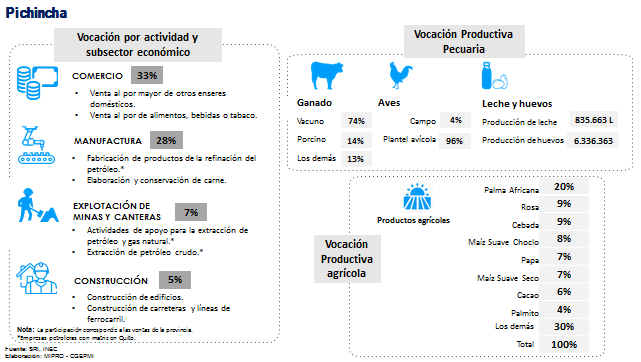 Pichincha
Vocación por actividad y
subsector económico
COMERCIO 33%
• Venta al por mayor de otros enseres
domésticos.
• Venta al por de alimentos, bebidas o tabaco.
MANUFACTURA 28%
• Fabricación de productos de la refinación del
petróleo.*
• Elaboración y conservación de carne.
EXPLOTACIÓN DE
MINAS Y CANTERAS 7%
• Actividades de apoyo para la extracción de
petróleo y gas natural.*
• Extracción de petróleo crudo.*
CONSTRUCCIÓN 5%
• Construcción de edificios.
• Construcción de carreteras y líneas de
ferrocarril.
Nota: La participación corresponde a las ventas de la provincia.
*Empresas petroleras con matriz en Quito.
Fuente: SRI, INEC
Elaboración: MIPRO - CGEPMI
Vocación Productiva
Pecuaria
Ganado
Vacuno 74%
Porcino 14%
Los demás 13%
Aves
Campo 4%
Plantel avícola 96%
Leche y huevos
Producción de leche 835.663 L
Producción de huevos 6.336.363
Vocación
Productiva
agrícola
Productos agrícolas
Palma Africana 20%
Rosa 9%
Cebada 9%
Maíz Suave Choclo 8%
Papa 7%
Maíz Suave Seco 7%
Cacao 6%
Palmito 4%
Los demás 30%
Total 100%